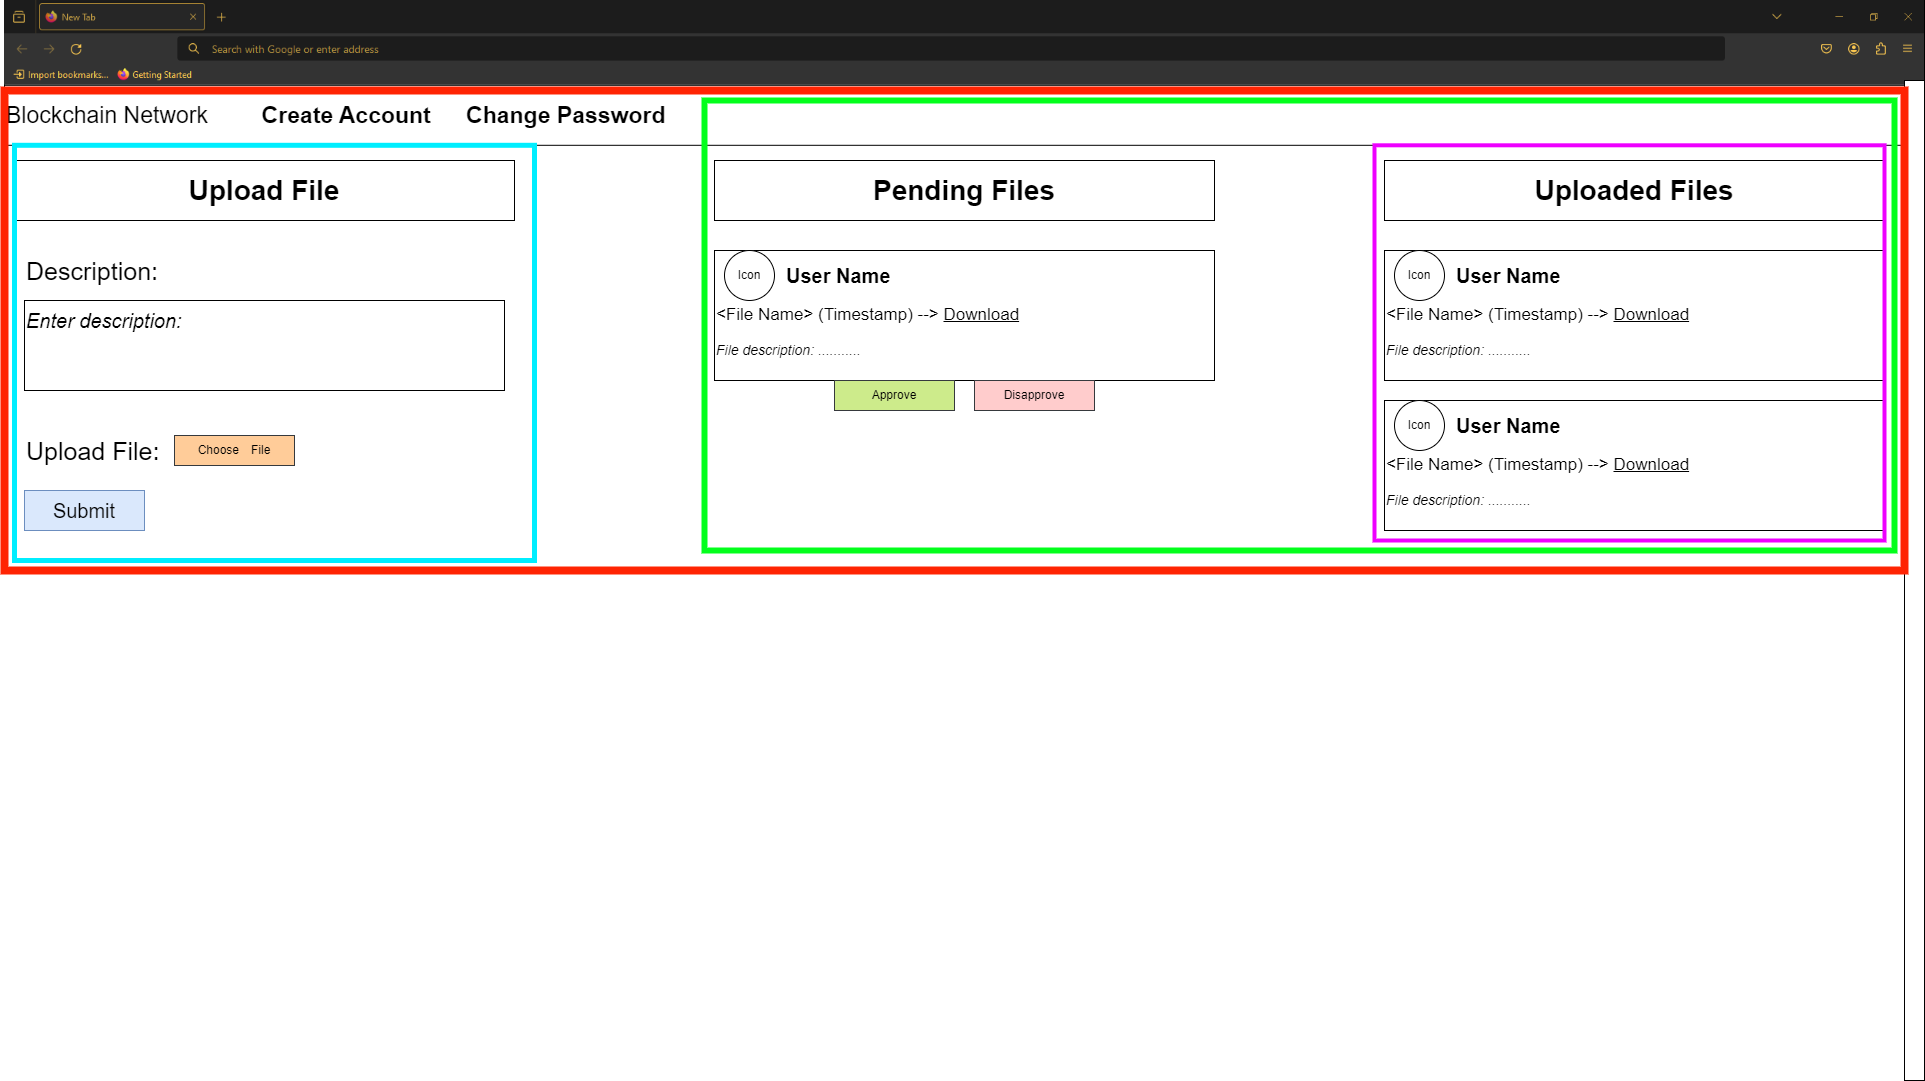 New Tab
Search with Google or enter address
Import bookmarks... Getting Started
Blockchain Network Create Account Change Password
Upload File
Description:
Enter description:
Upload File: Choose File
Submit
Pending Files
Icon User Name
<File Name> (Timestamp) --> Download
File description: ...........
Approve Disapprove
Uploaded Files
Icon User Name
<File Name> (Timestamp) --> Download
File description: ...........
Icon User Name
<File Name> (Timestamp) --> Download
File description: ...........